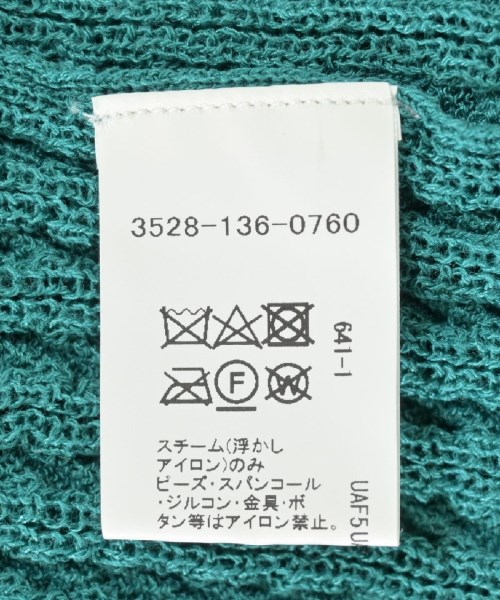 3528-136-0760
641-1
F
W
スチーム(浮かし
アイロン)のみ
ビーズ・スパンコール
・ジルコン・金具・ボ
タン等はアイロン禁止。
UAF5U